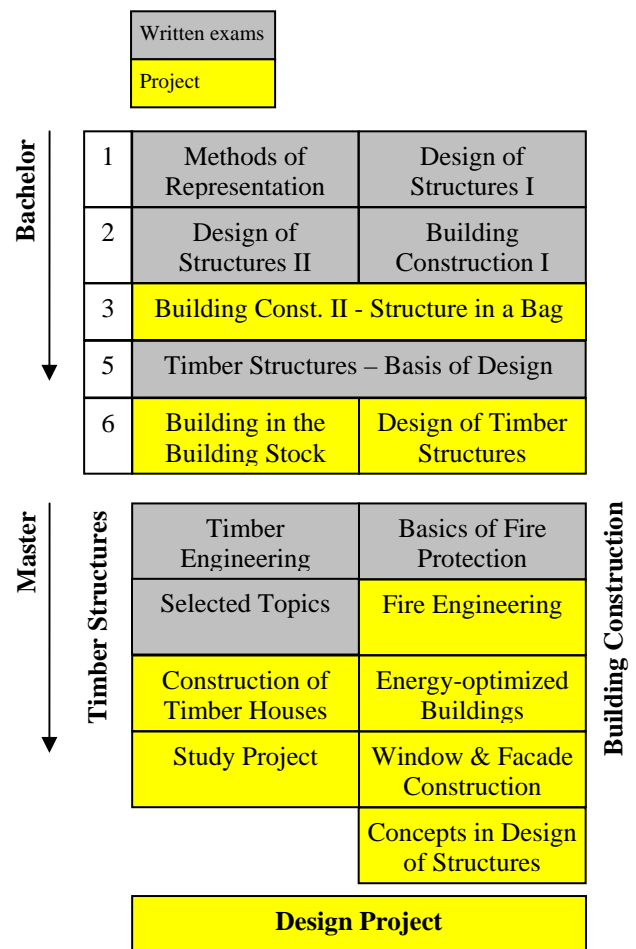 Written exams
Project
Bachelor
1
Methods of
Representation
Design of
Structures I
2
Design of
Structures II
Building
Construction I
3
Building Const. II - Structure in a Bag
5
Timber Structures – Basis of Design
6
Building in the
Building Stock
Design of Timber
Structures
Master
Timber Structures
Timber
Engineering
Basics of Fire
Protection
Selected Topics
Fire Engineering
Construction of
Timber Houses
Energy-optimized
Buildings
Study Project
Window & Facade
Construction
Concepts in Design
of Structures
Building Construction
Design Project